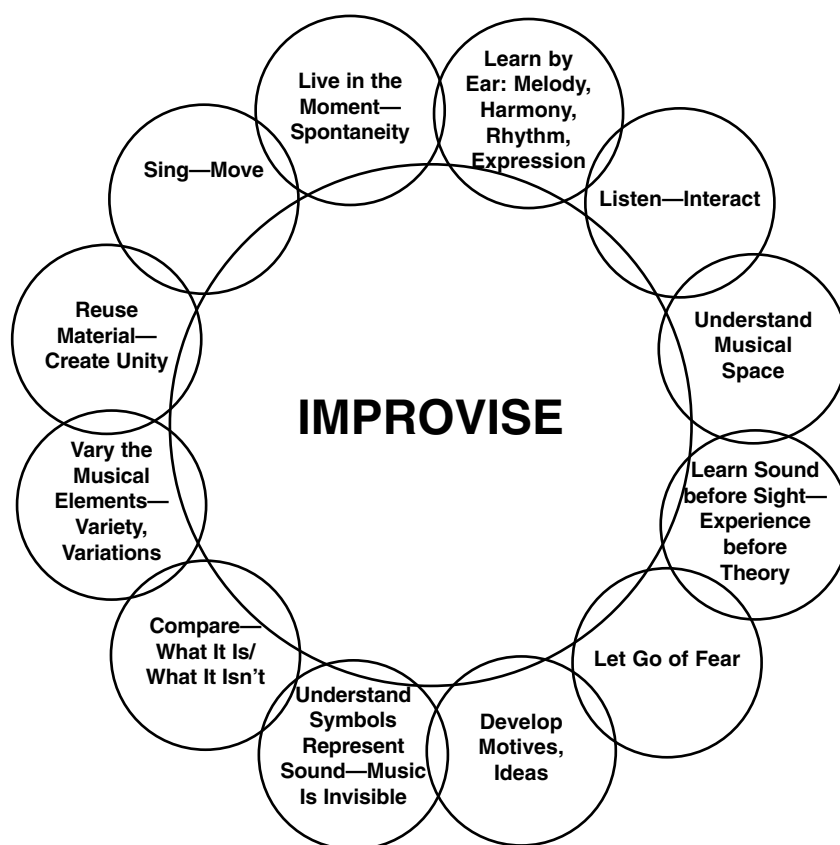 Live in the
Moment—
Spontaneity
Learn by
Ear: Melody,
Harmony,
Rhythm,
Expression
Listen—Interact
Understand
Musical
Space
Learn Sound
before Sight—
Experience
before
Theory
Let Go of Fear
Develop
Motives,
Ideas
Understand
Symbols
Represent
Sound—Music
Is Invisible
Compare—
What It Is/
What It Isn't
Vary the
Musical
Elements—
Variety,
Variations
Reuse
Material—
Create Unity
Sing—Move
IMPROVISE